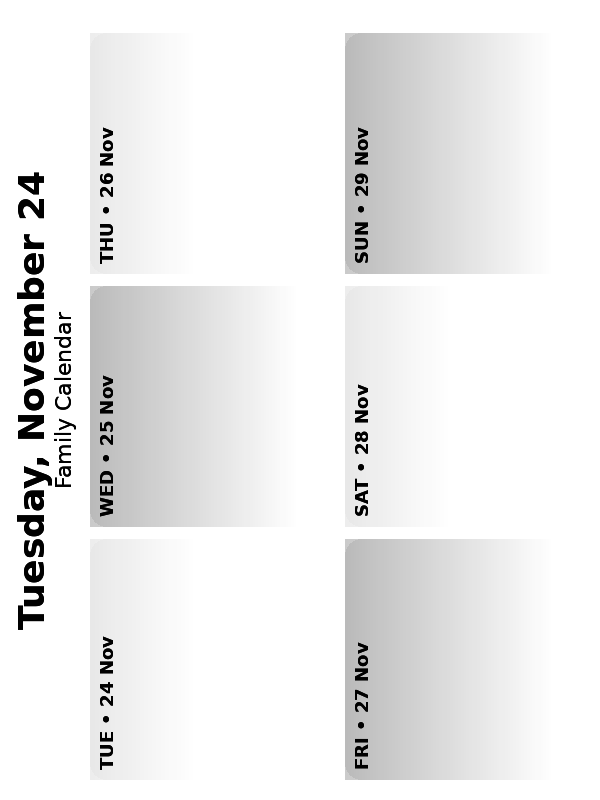 Tuesday, November 24
Family Calendar
TUE • 24 Nov
WED • 25 Nov
THU • 26 Nov
FRI • 27 Nov
SAT • 28 Nov
SUN • 29 Nov